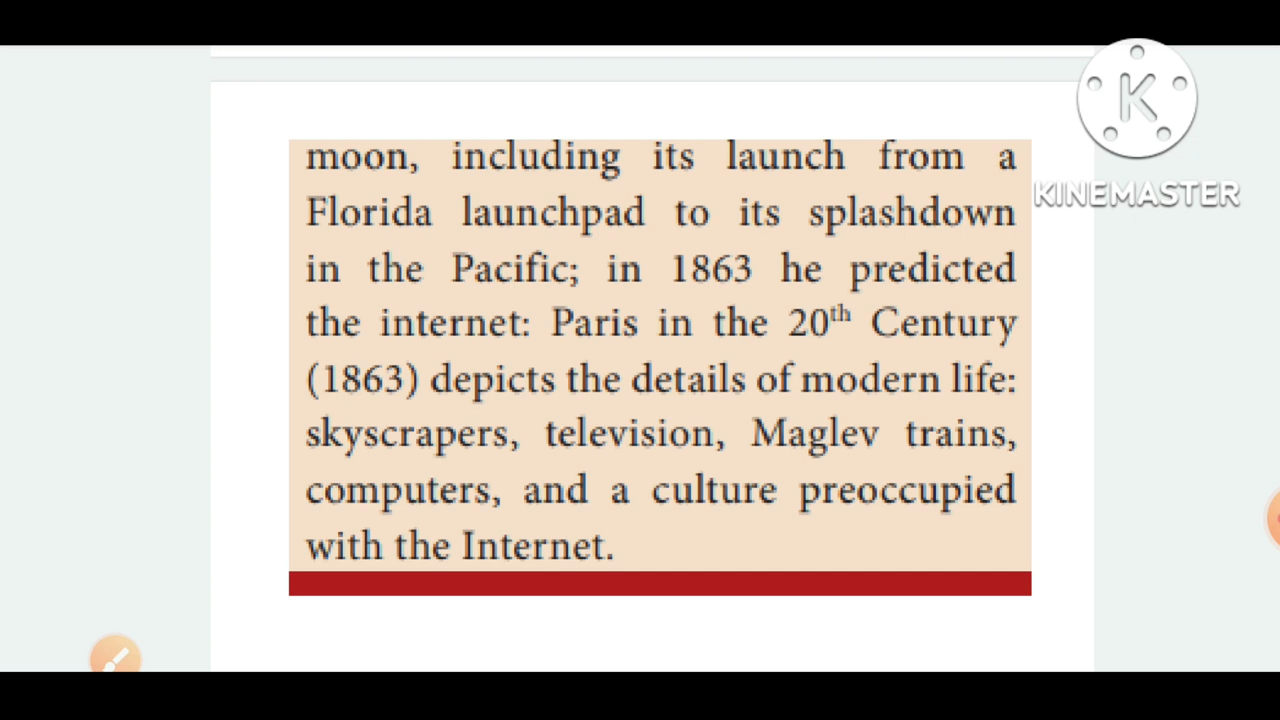 moon, including its launch from a
Florida launchpad to its splashdown
in the Pacific; in 1863 he predicted
the internet: Paris in the 20th Century
(1863) depicts the details of modern life:
skyscrapers, television, Maglev trains,
computers, and a culture preoccupied
with the Internet.
K
KINEMASTER